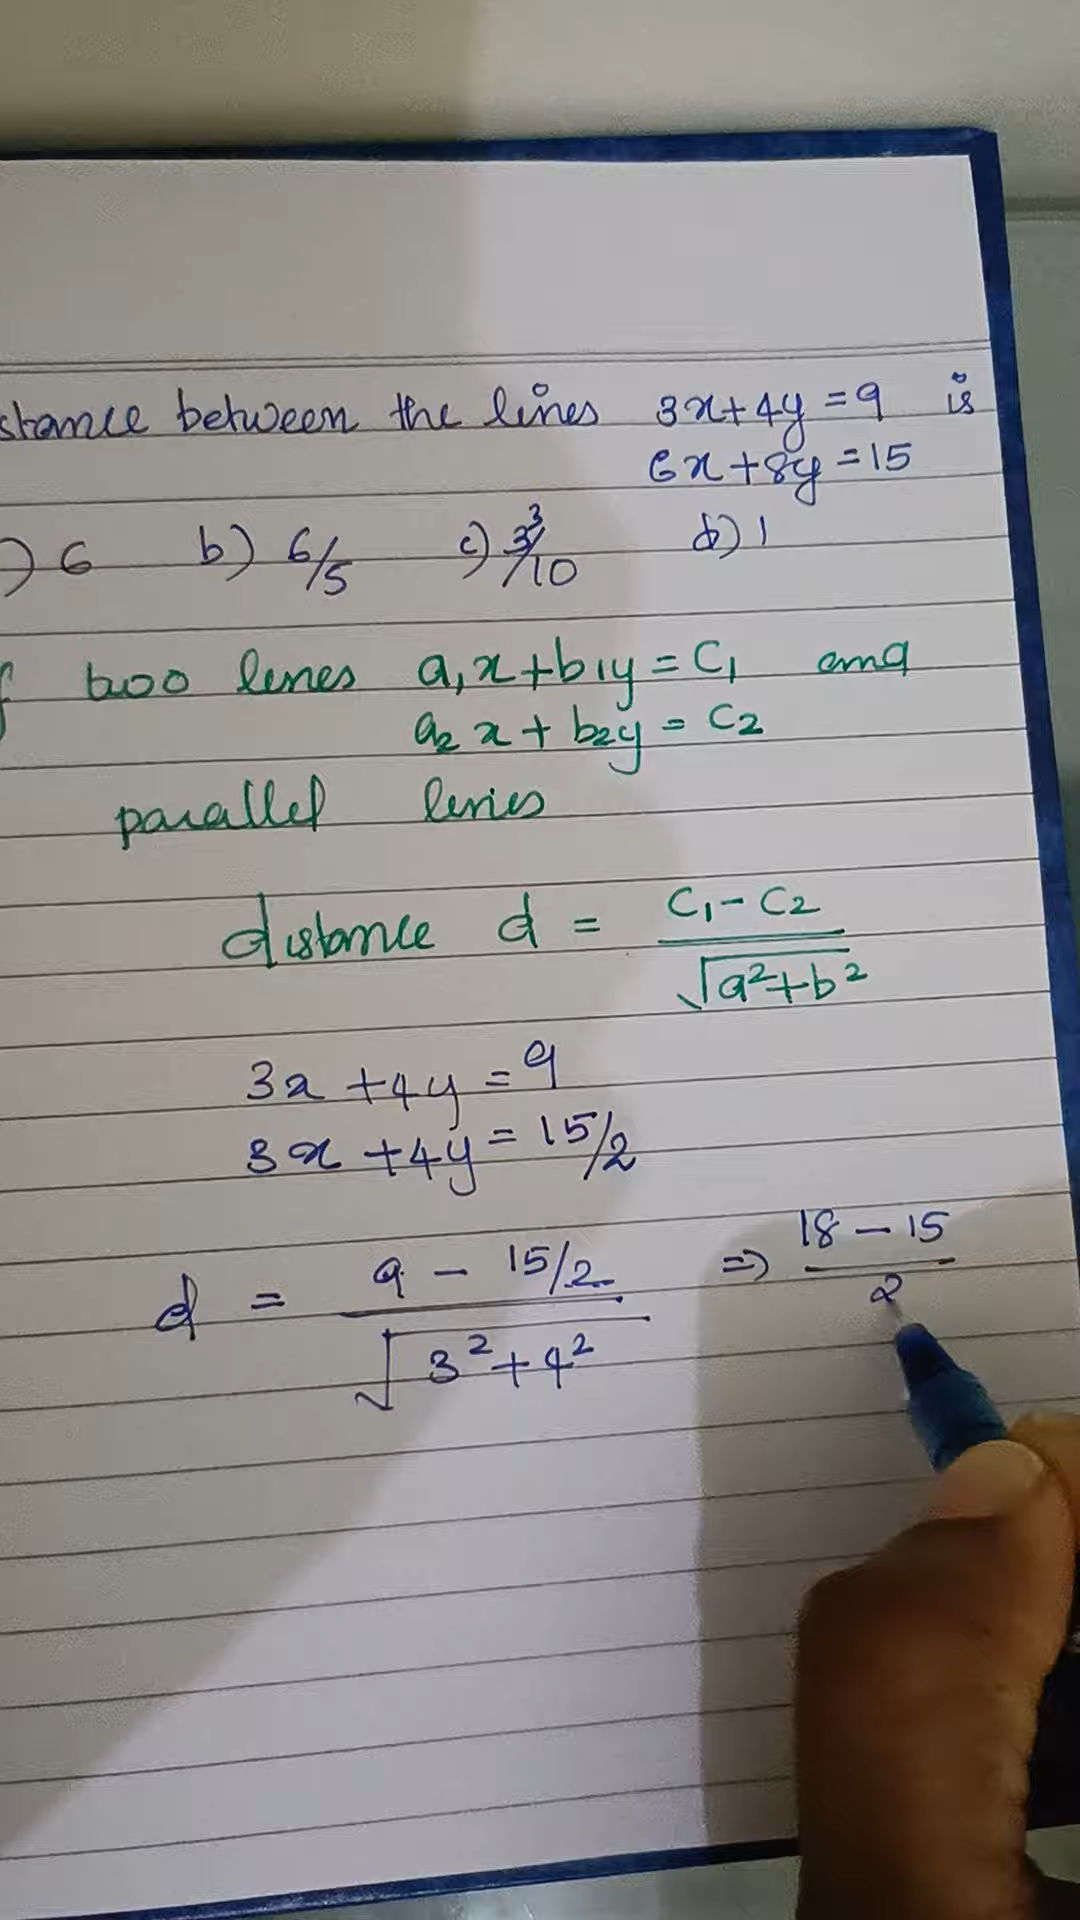 stance between the lines 3x+4y=9 is
6x+8y=15
) 6 b) 6/5 c) 3/10 d) 1
f two lines a₁x+b₁y=C₁ and
a₂x+b₂y=C₂
parallel lines
distance d = C₁-C₂ / √a²+b²
3x+4y=9
3x+4y=15/2
d = 9 - 15/2 / √3²+4² => 18-15 / 2